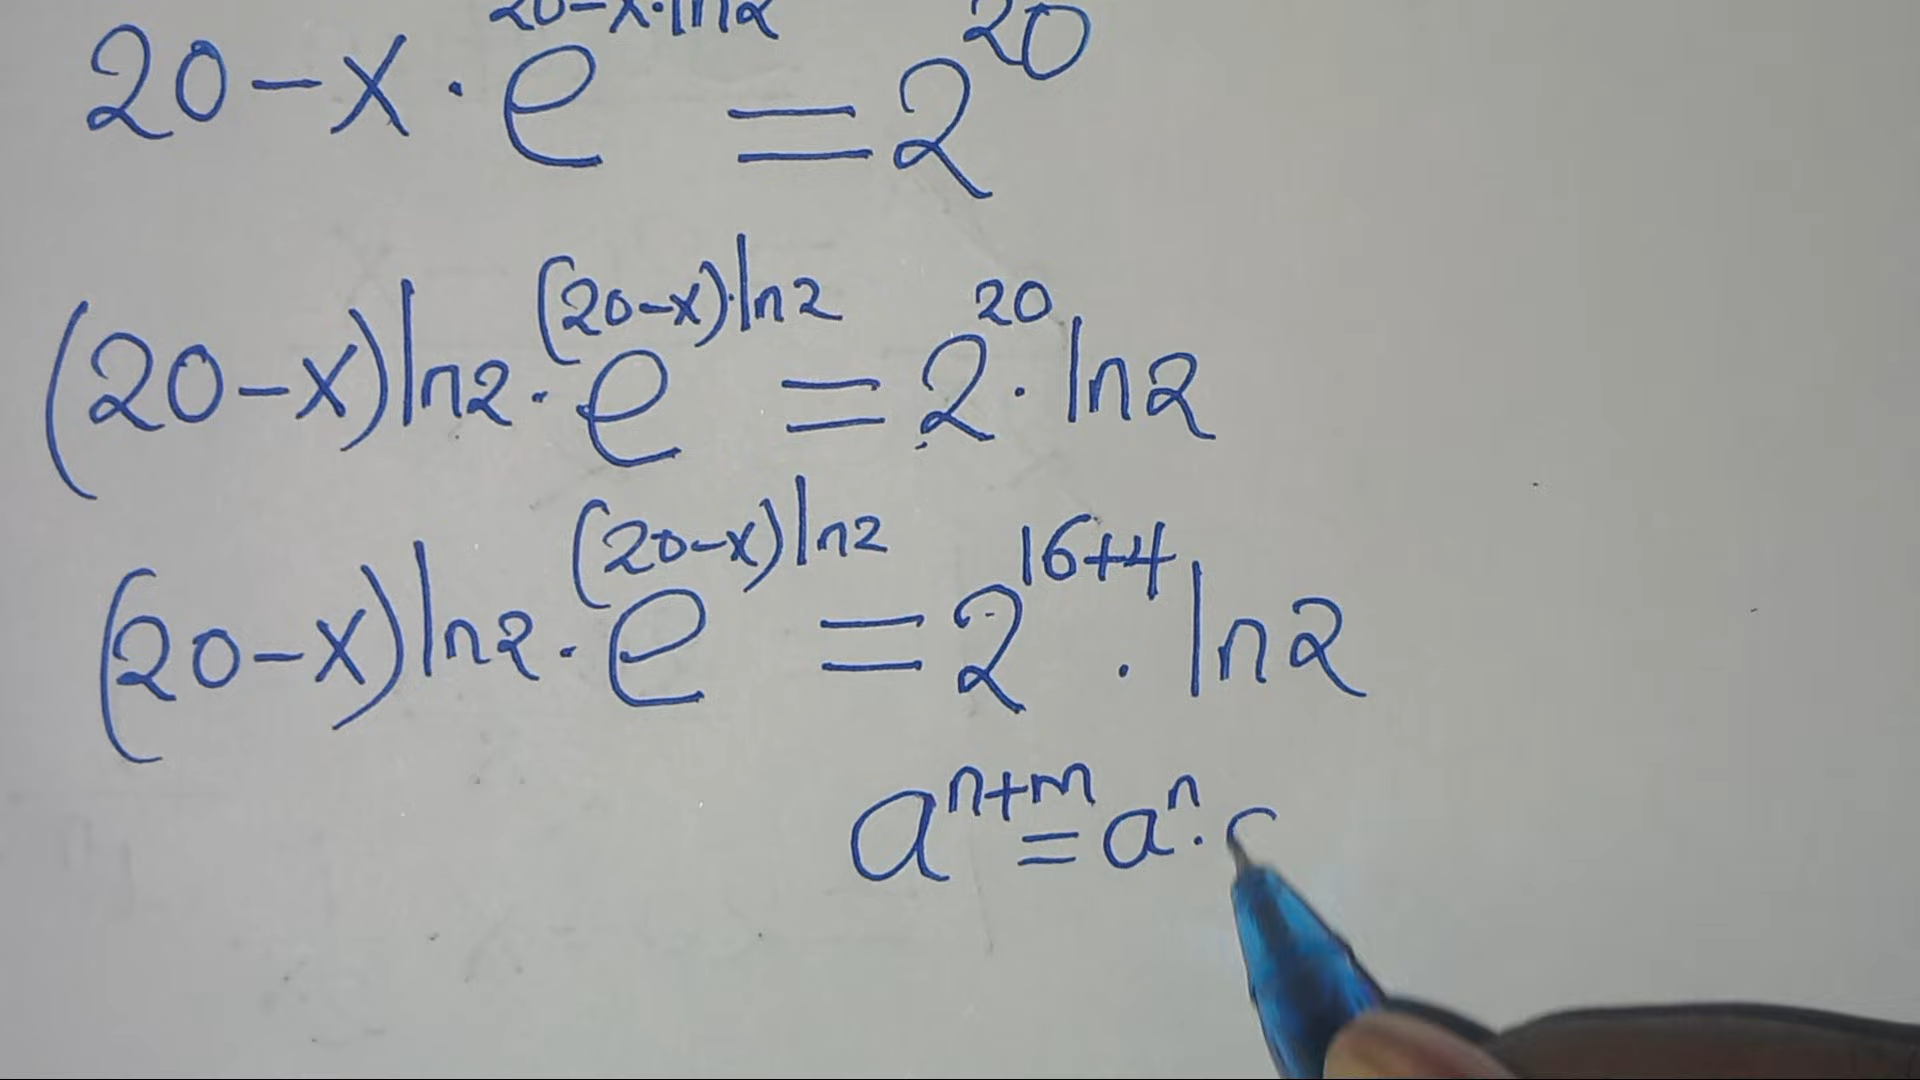 20-x·e^{20-x·ln2} = 2^{20}
(20-x)ln2·e^{(20-x)·ln2} = 2^{20}·ln2
(20-x)ln2·e^{(20-x)ln2} = 2^{16+4}·ln2
a^{n+m} = a^{n}·